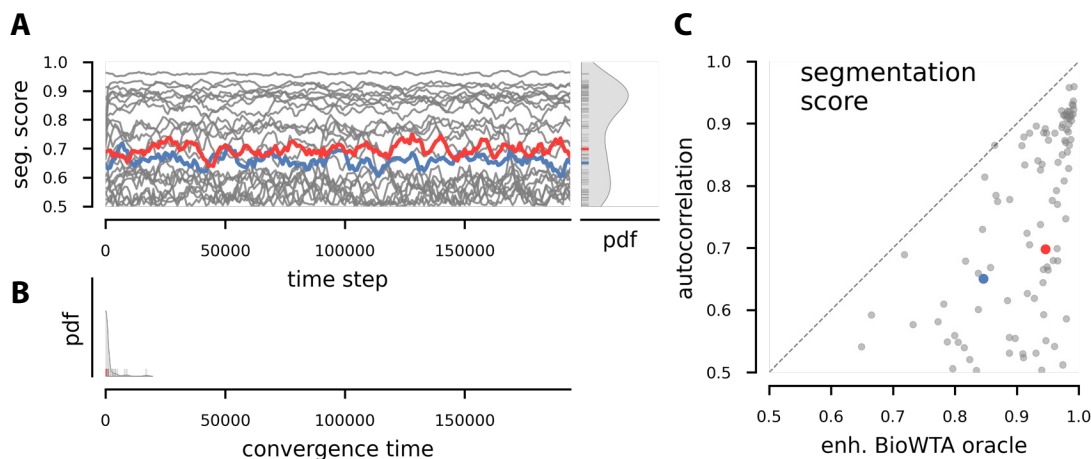 A
seg. score
1.0
0.9
0.8
0.7
0.6
0.5
0
50000
100000
150000
time step
pdf
B
pdf
0
50000
100000
150000
convergence time
C
segmentation
score
autocorrelation
1.0
0.9
0.8
0.7
0.6
0.5
0.5
0.6
0.7
0.8
0.9
1.0
enh. BioWTA oracle